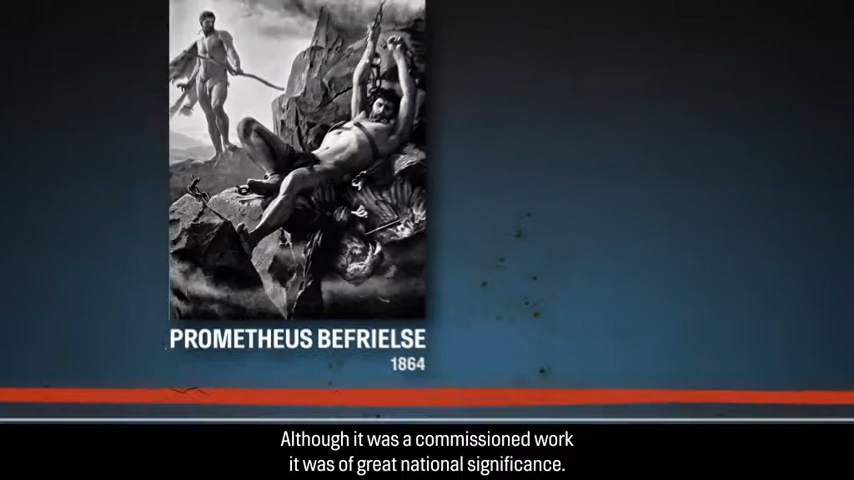 PROMETHEUS BEFRIELSE
1864
Although it was a commissioned work
it was of great national significance.